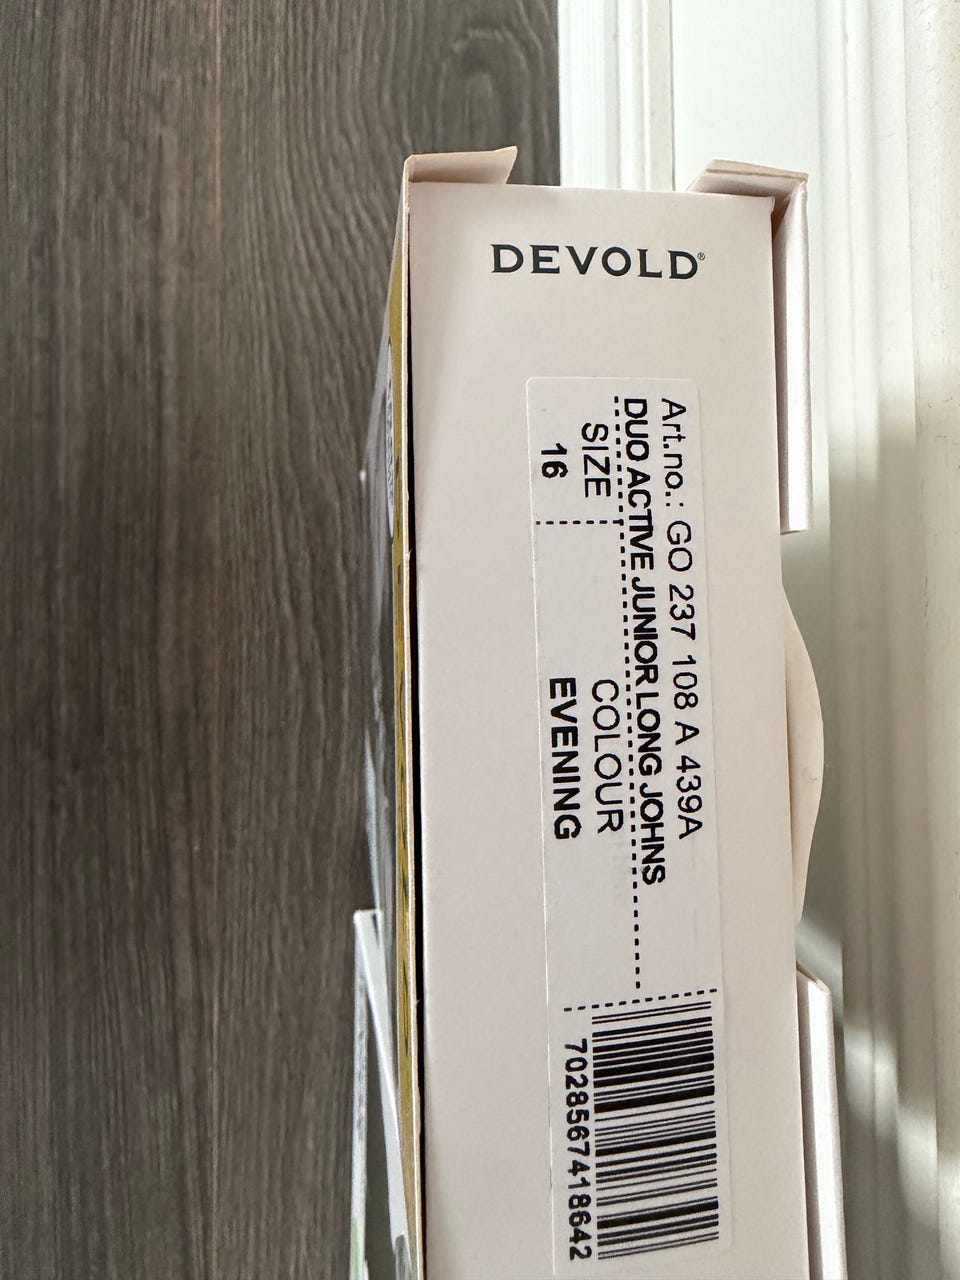 DEVOLD®
Art.no.: GO 237 108 A 439A
DUO ACTIVE JUNIOR LONG JOHNS
SIZE COLOUR
16 EVENING
7028567418642